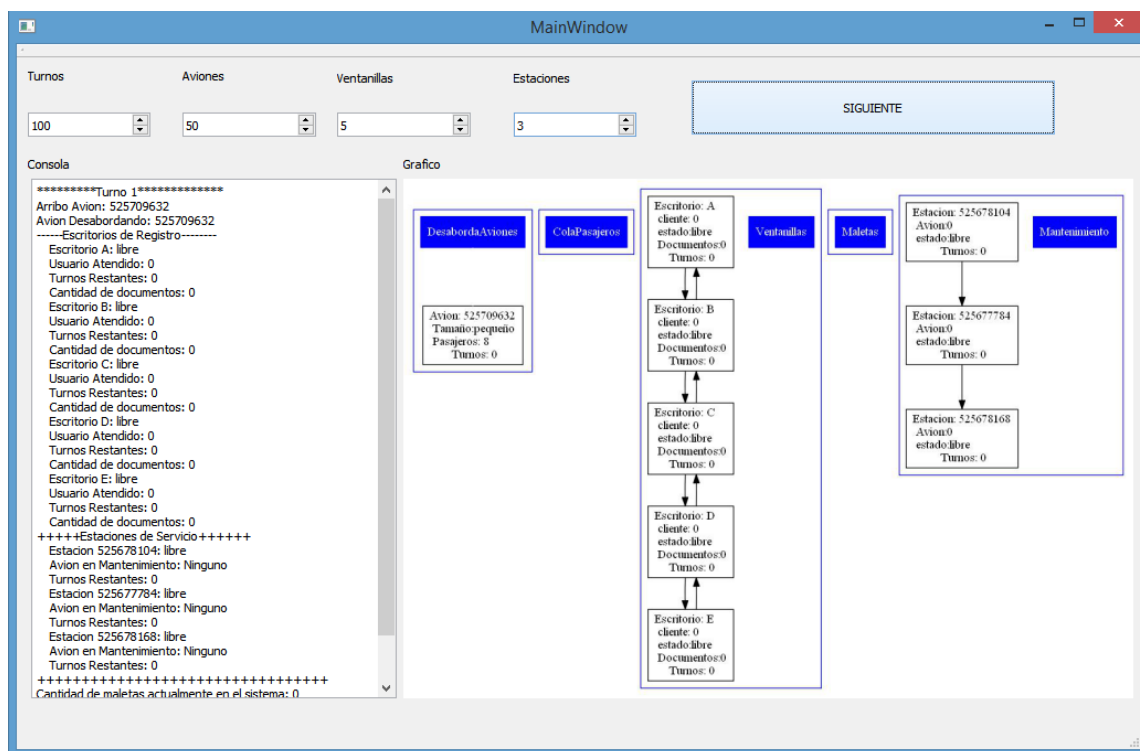 MainWindow
Turnos
Aviones
Ventanillas
Estaciones
100
50
5
3
SIGUIENTE
Consola
Grafico
*********Turno 1*************
Arribo Avion: 525709632
Avion Desabordando: 525709632
------Escritorios de Registro--------
Escritorio A: libre
Usuario Atendido: 0
Turnos Restantes: 0
Cantidad de documentos: 0
Escritorio B: libre
Usuario Atendido: 0
Turnos Restantes: 0
Cantidad de documentos: 0
Escritorio C: libre
Usuario Atendido: 0
Turnos Restantes: 0
Cantidad de documentos: 0
Escritorio D: libre
Usuario Atendido: 0
Turnos Restantes: 0
Cantidad de documentos: 0
Escritorio E: libre
Usuario Atendido: 0
Turnos Restantes: 0
Cantidad de documentos: 0
+++++Estaciones de Servicio++++++
Estacion 525678104: libre
Avion en Mantenimiento: Ninguno
Turnos Restantes: 0
Estacion 525677784: libre
Avion en Mantenimiento: Ninguno
Turnos Restantes: 0
Estacion 525678168: libre
Avion en Mantenimiento: Ninguno
Turnos Restantes: 0
+++++++++++++++++++++++++++++++++
Cantidad de maletas actualmente en el sistema: 0
DesabordaAviones
Avion: 525709632
Tamaño:pequeño
Pasajeros: 8
Turnos: 0
ColaPasajeros
Escritorio: A
cliente: 0
estado:libre
Documentos:0
Turnos: 0
Escritorio: B
cliente: 0
estado:libre
Documentos:0
Turnos: 0
Escritorio: C
cliente: 0
estado:libre
Documentos:0
Turnos: 0
Escritorio: D
cliente: 0
estado:libre
Documentos:0
Turnos: 0
Escritorio: E
cliente: 0
estado:libre
Documentos:0
Turnos: 0
Ventanillas
Maletas
Estacion: 525678104
Avion:0
estado:libre
Turnos: 0
Estacion: 525677784
Avion:0
estado:libre
Turnos: 0
Estacion: 525678168
Avion:0
estado:libre
Turnos: 0
Mantenimiento